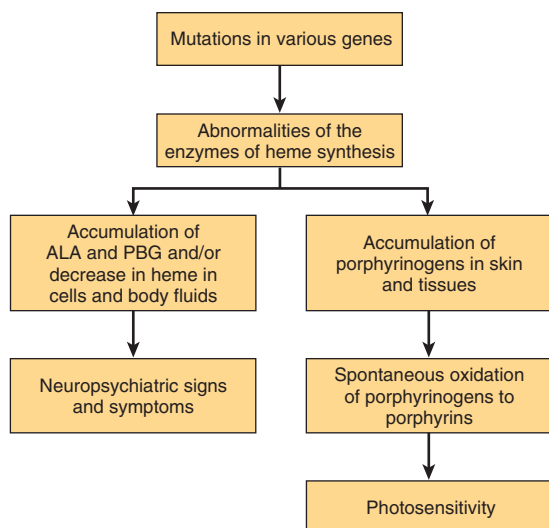 Mutations in various genes
Abnormalities of the
enzymes of heme synthesis
Accumulation of
ALA and PBG and/or
decrease in heme in
cells and body fluids
Accumulation of
porphyrinogens in skin
and tissues
Neuropsychiatric signs
and symptoms
Spontaneous oxidation
of porphyrinogens to
porphyrins
Photosensitivity